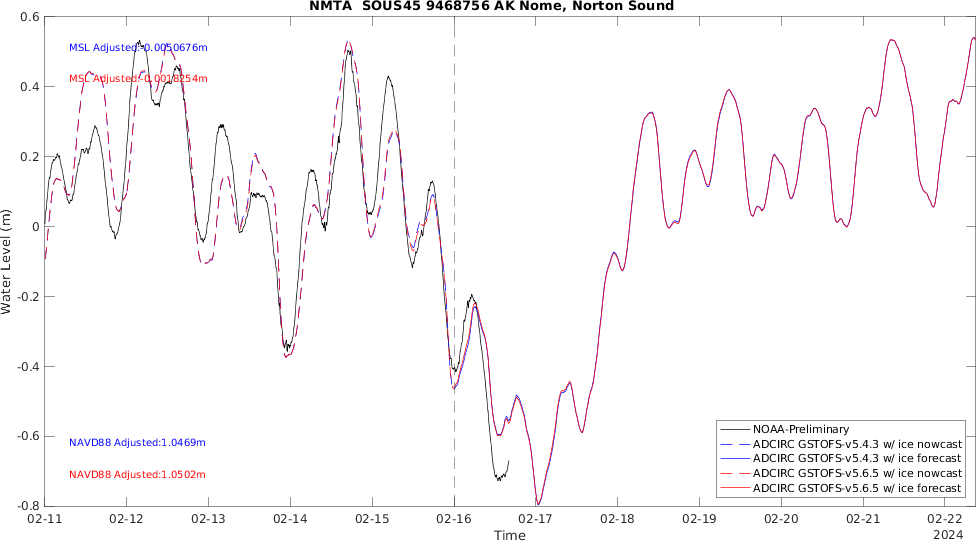 NMTA  SOUS45 9468756 AK Nome, Norton Sound
0.6
MSL Adjusted:-0.0050676m
MSL Adjusted:-0.0018254m
0.4
0.2
0
Water Level (m)
-0.2
-0.4
NAVD88 Adjusted:1.0469m
-0.6
NAVD88 Adjusted:1.0502m
-0.8
NOAA-Preliminary
ADCIRC GSTOFS-v5.4.3 w/ ice nowcast
ADCIRC GSTOFS-v5.4.3 w/ ice forecast
ADCIRC GSTOFS-v5.6.5 w/ ice nowcast
ADCIRC GSTOFS-v5.6.5 w/ ice forecast
02-11 02-12 02-13 02-14 02-15 02-16 02-17 02-18 02-19 02-20 02-21 02-22
Time
2024